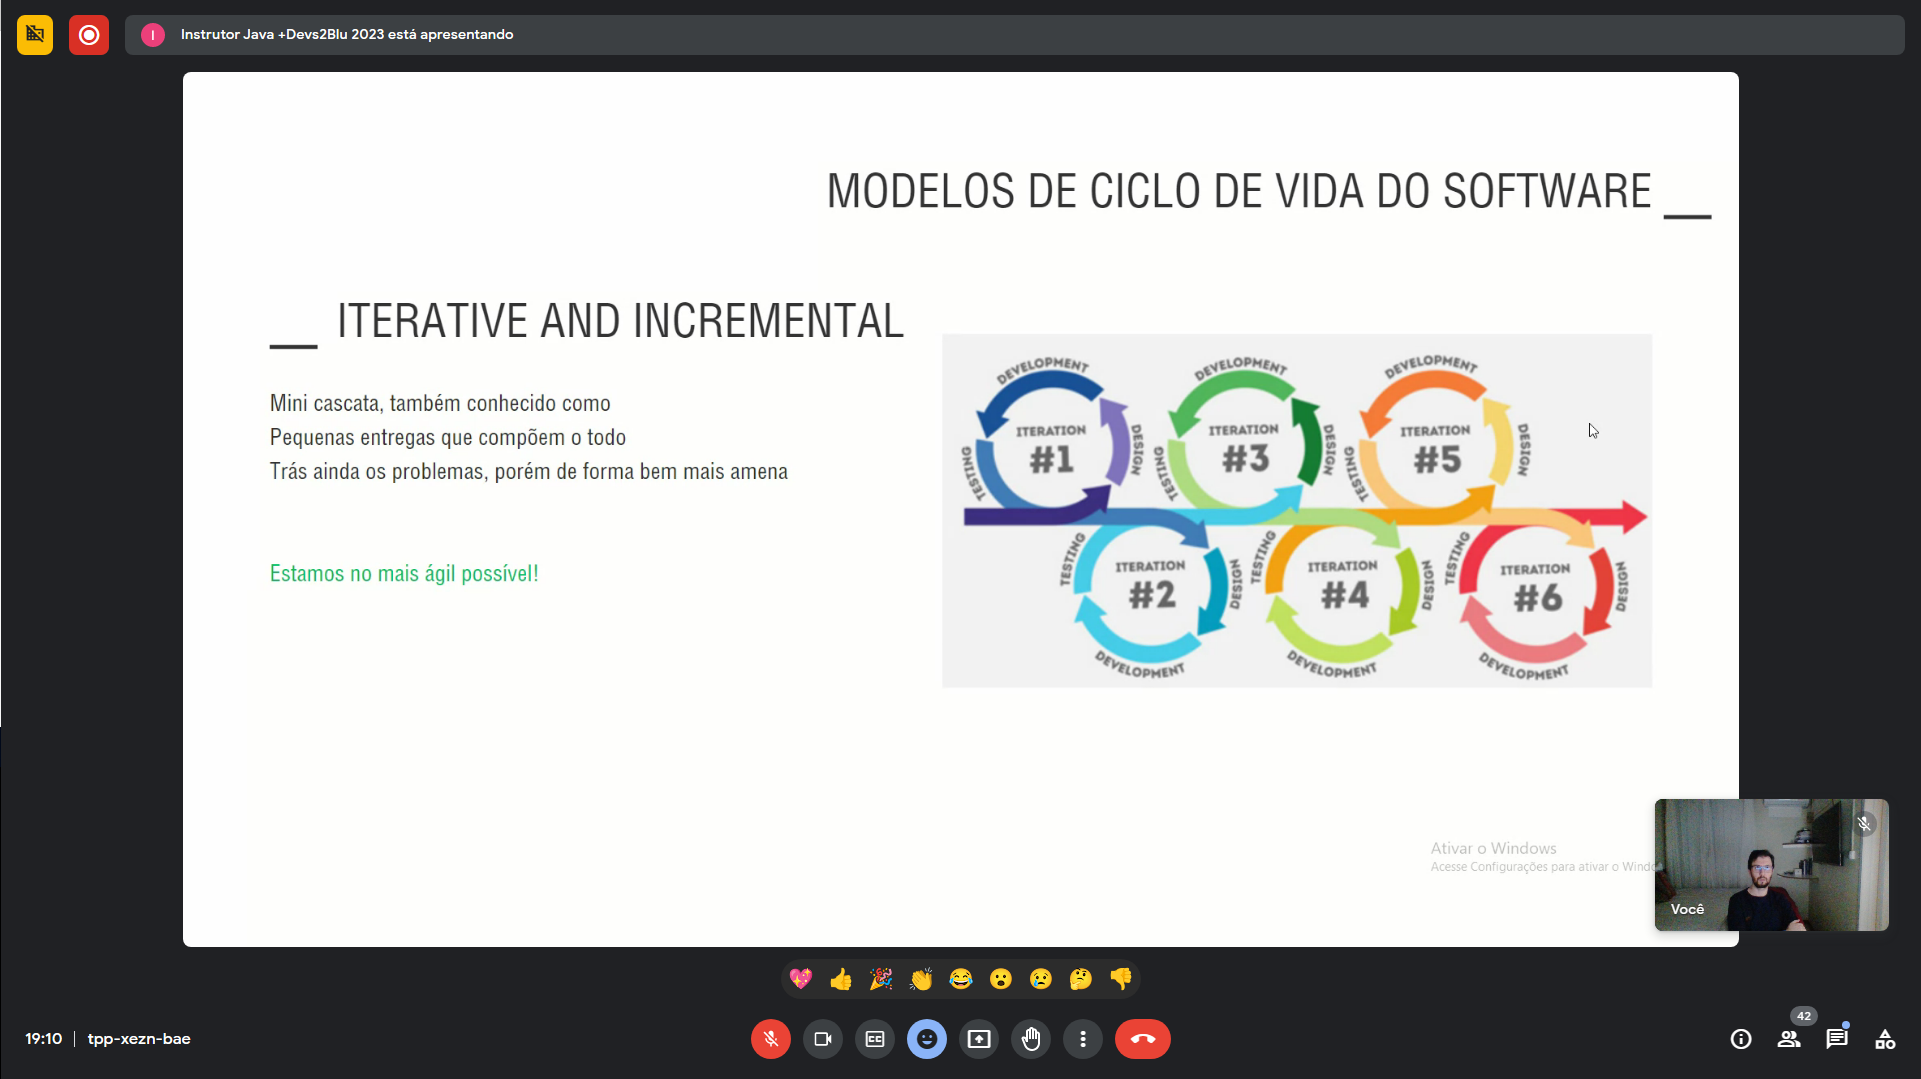 I
Instrutor Java +Devs2Blu 2023 está apresentando
MODELOS DE CICLO DE VIDA DO SOFTWARE __
__ ITERATIVE AND INCREMENTAL
Mini cascata, também conhecido como
Pequenas entregas que compõem o todo
Trás ainda os problemas, porém de forma bem mais amena
Estamos no mais ágil possível!
DEVELOPMENT
ITERATION
#1
DESIGN
TESTING
DEVELOPMENT
ITERATION
#3
DESIGN
TESTING
DEVELOPMENT
ITERATION
#5
DESIGN
TESTING
TESTING
ITERATION
#2
DESIGN
DEVELOPMENT
TESTING
ITERATION
#4
DESIGN
DEVELOPMENT
TESTING
ITERATION
#6
DESIGN
DEVELOPMENT
Ativar o Windows
Acesse Configurações para ativar o Windo
Você
19:10 | tpp-xezn-bae
CC
42